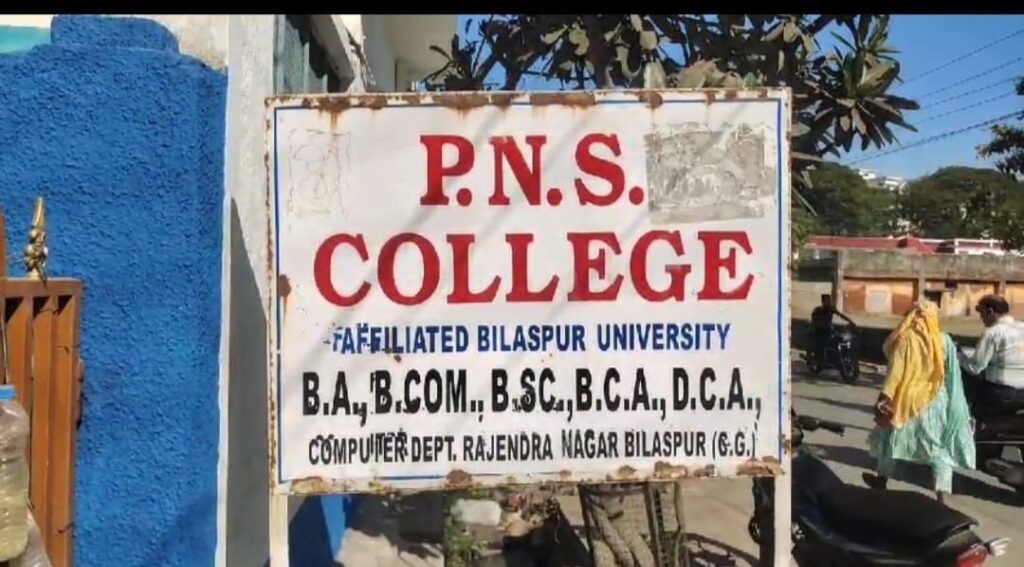 P.N.S.
COLLEGE
AFFILIATED BILASPUR UNIVERSITY
B.A., B.COM., B.SC., B.C.A., D.C.A.,
COMPUTER DEPT. RAJENDRA NAGAR BILASPUR (C.G.)